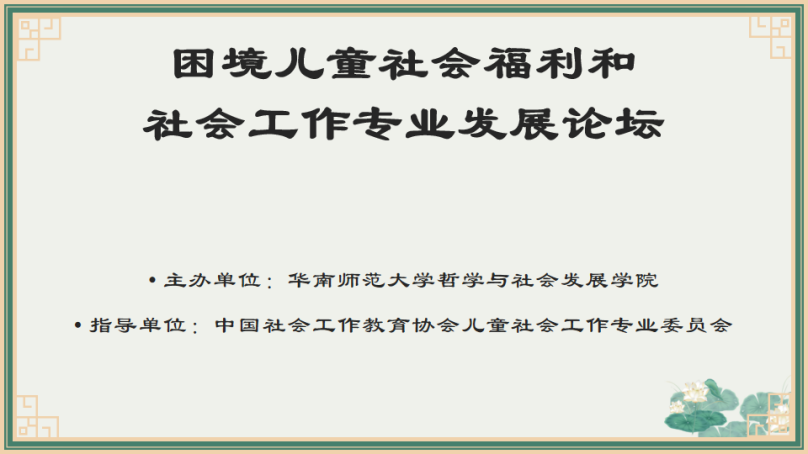 困境儿童社会福利和
社会工作专业发展论坛
• 主办单位：华南师范大学哲学与社会发展学院
• 指导单位：中国社会工作教育协会儿童社会工作专业委员会